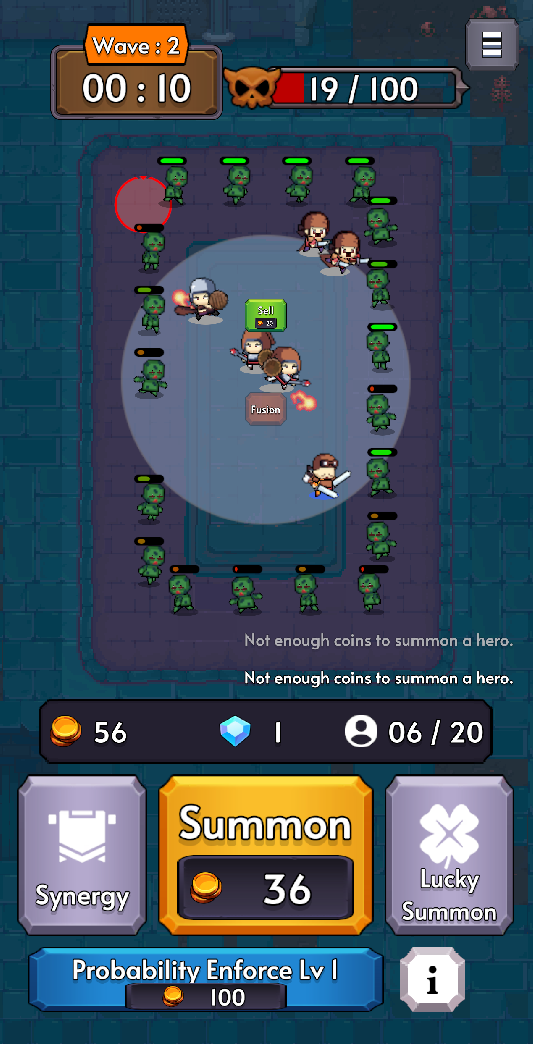 Wave : 2
00 : 10
19 / 100
Sell
20
Fusion
Not enough coins to summon a hero.
Not enough coins to summon a hero.
56
1
06 / 20
Synergy
Summon
36
Lucky
Summon
Probability Enforce Lv 1
100
i